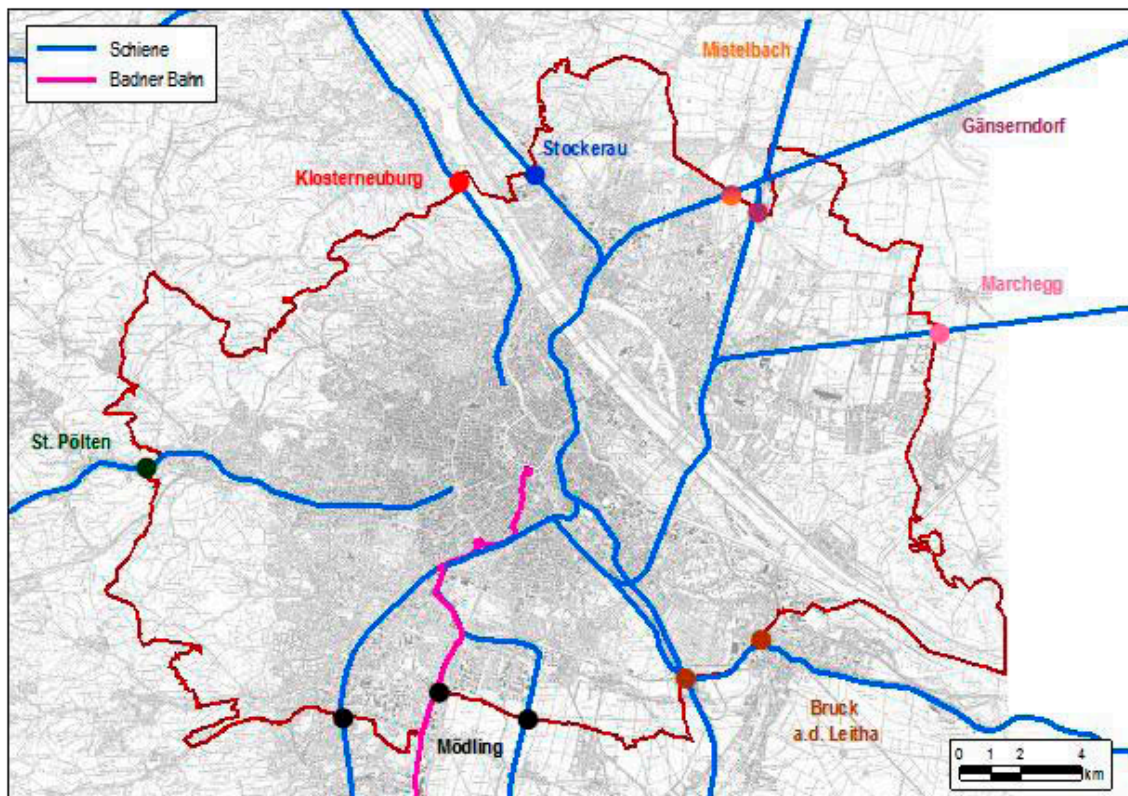 Schiene
Badner Bahn
Mistelbach
Gänserndorf
Stockerau
Klosterneuburg
Marchegg
St. Pölten
Bruck
a.d. Leitha
Mödling
0 1 2 4
km